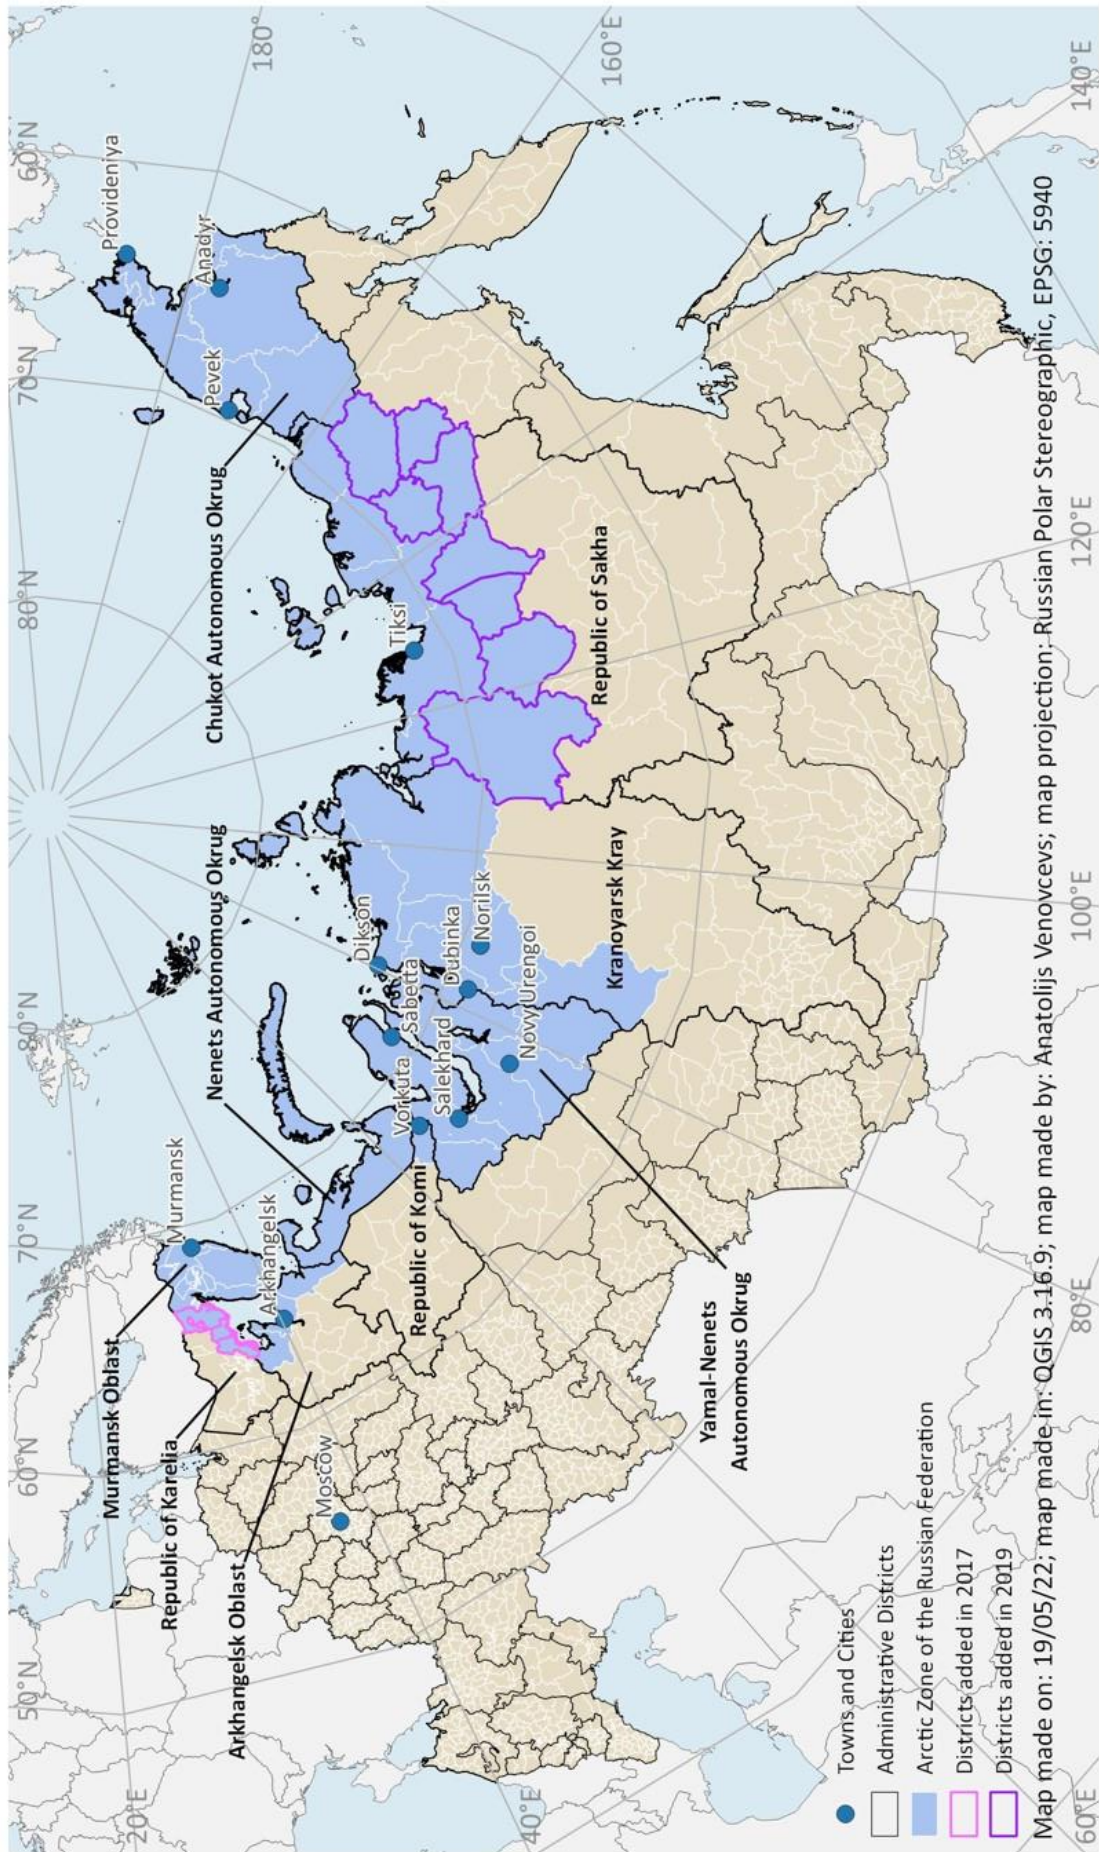 20°E
50°N
60°N
70°N
80°N
80°N
70°N
60°N
180°
160°E
140°E
120°E
100°E
80°E
60°E
40°E
Murmansk Oblast
Republic of Karelia
Arkhangelsk Oblast
Murmansk
Arkhangelsk
Moscow
Nenets Autonomous Okrug
Republic of Komi
Vorkuta
Salekhard
Sabetta
Dikson
Dubinka
Norilsk
Novy Urengoi
Yamal-Nenets
Autonomous Okrug
Kranoyarsk Kray
Chukot Autonomous Okrug
Tiksi
Republic of Sakha
Pevek
Anadyr
Provideniya
Towns and Cities
Administrative Districts
Arctic Zone of the Russian Federation
Districts added in 2017
Districts added in 2019
Map made on: 19/05/22; map made in: QGIS 3.16.9; map made by: Anatolijs Venovcevs; map projection: Russian Polar Stereographic, EPSG: 5940